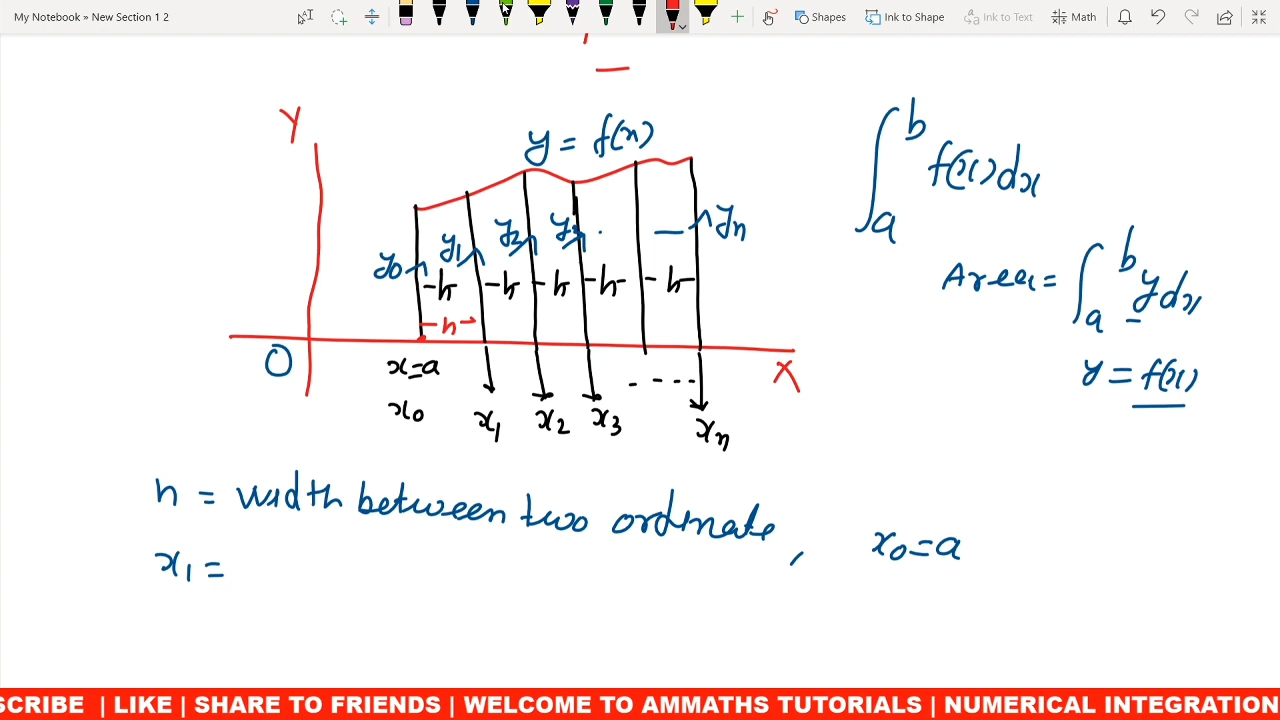 My Notebook » New Section 1 2
Shapes
Ink to Shape
Ink to Text
Math
Y
y = f(x)
∫ₐᵇ f(x)dx
y0
y1
y2
y3 .
yn
Area = ∫ₐᵇ ydx
h h h h h
h
O
x=a
X
y = f(x)
x0
x1
x2
x3
- - - - -
xn
h = width between two ordinate,
x0=a
x1 =
SCRIBE | LIKE | SHARE TO FRIENDS | WELCOME TO AMMATHS TUTORIALS | NUMERICAL INTEGRATION